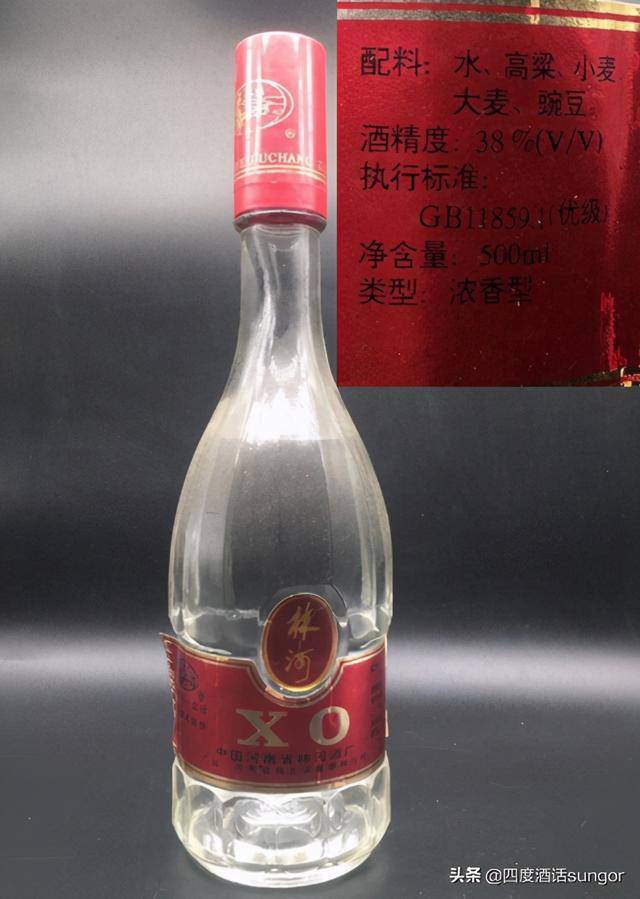 配料：水、高粱、小麦
大麦、豌豆
酒精度：38%(V/V)
执行标准：
GB11859.1(优级)
净含量：500ml
类型：浓香型
®
JIUCHANG
林河
XO
中国河南省林河酒厂
头条 @四度酒话sungor